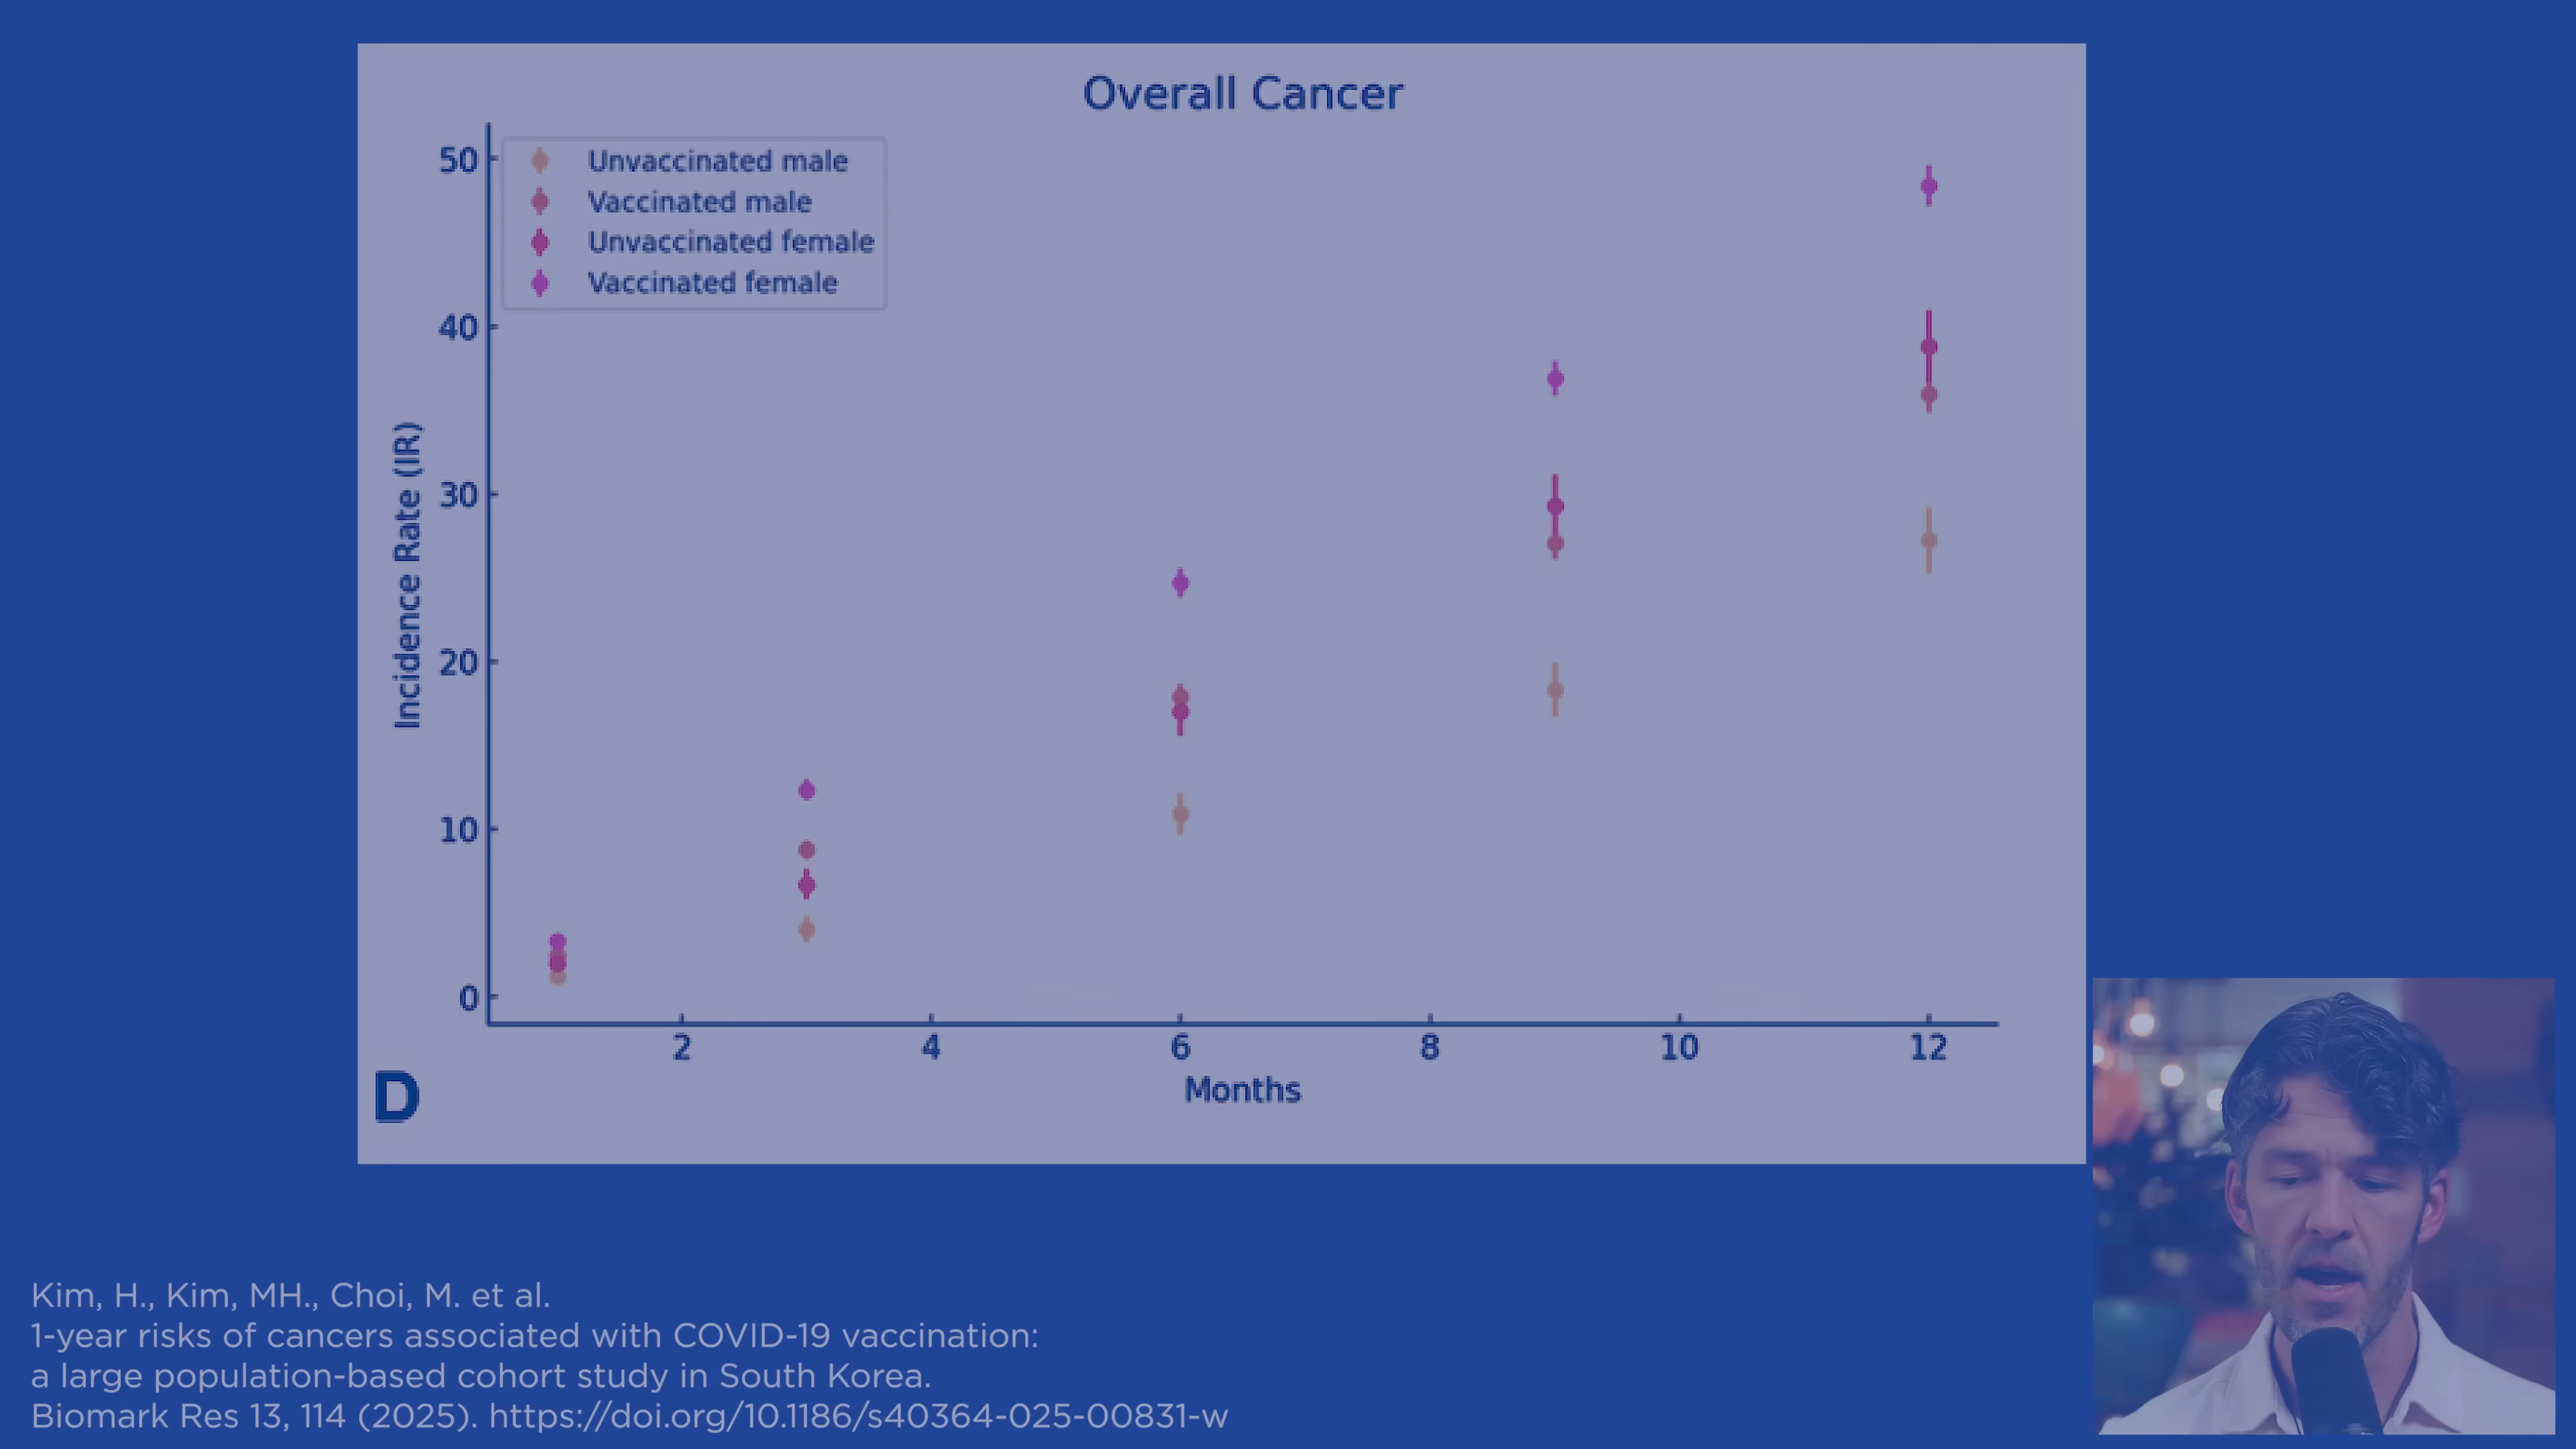 Overall Cancer
50
40
30
20
10
0
Incidence Rate (IR)
Unvaccinated male
Vaccinated male
Unvaccinated female
Vaccinated female
2 4 6 8 10 12
Months
D
Kim, H., Kim, MH., Choi, M. et al.
1-year risks of cancers associated with COVID-19 vaccination:
a large population-based cohort study in South Korea.
Biomark Res 13, 114 (2025). https://doi.org/10.1186/s40364-025-00831-w